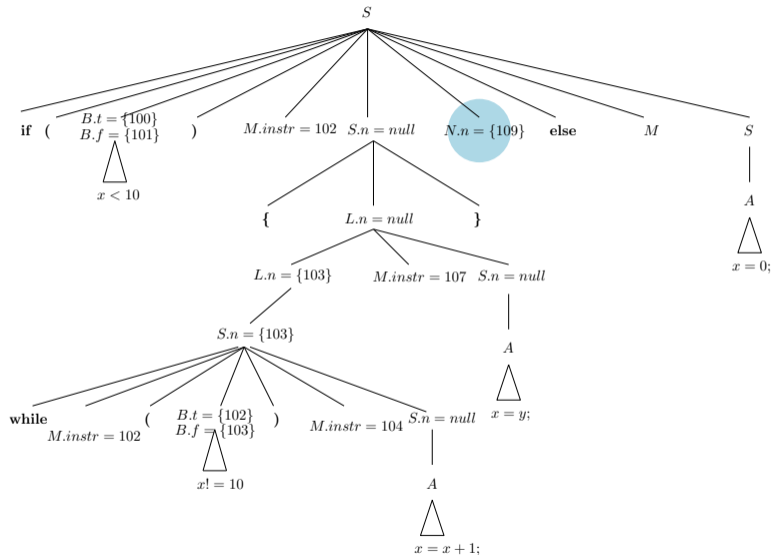 S
if ( B.t = {100} ) M.instr = 102 S.n = null N.n = {109} else M S
B.f = {101}
x < 10
A
x = 0;
{ L.n = null }
L.n = {103} M.instr = 107 S.n = null
S.n = {103}
A
x = y;
while M.instr = 102 ( B.t = {102} ) M.instr = 104 S.n = null
B.f = {103}
x! = 10
A
x = x + 1;